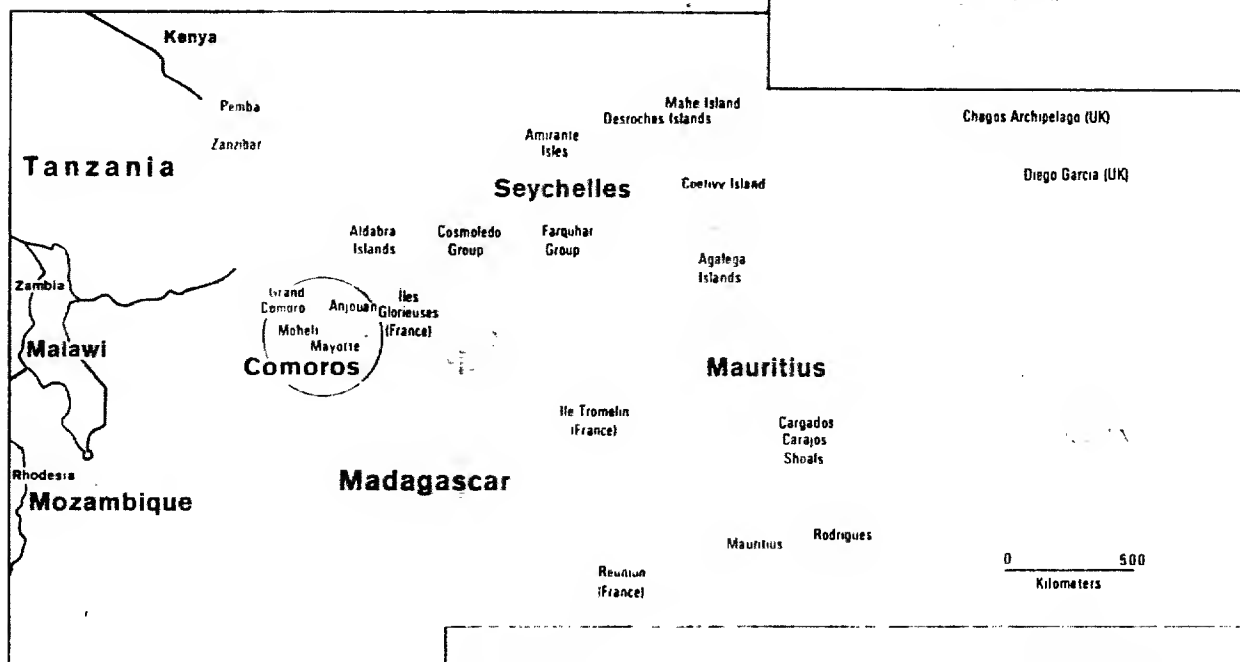 Kenya
Pemba
Zanzibar
Tanzania
Mahe Island
Desroches Islands
Amirante
Isles
Seychelles
Coetivy Island
Chagos Archipelago (UK)
Diego Garcia (UK)
Aldabra
Islands
Cosmoledo
Group
Farquhar
Group
Agalega
Islands
Zambia
Grand
Comoro
Anjouan
Moheli
Mayotte
Îles
Glorieuses
(France)
Malawi
Comoros
Mauritius
Ile Tromelin
(France)
Cargados
Carajos
Shoals
Rhodesia
Mozambique
Madagascar
Mauritius
Rodrigues
Reunion
(France)
0 500
Kilometers